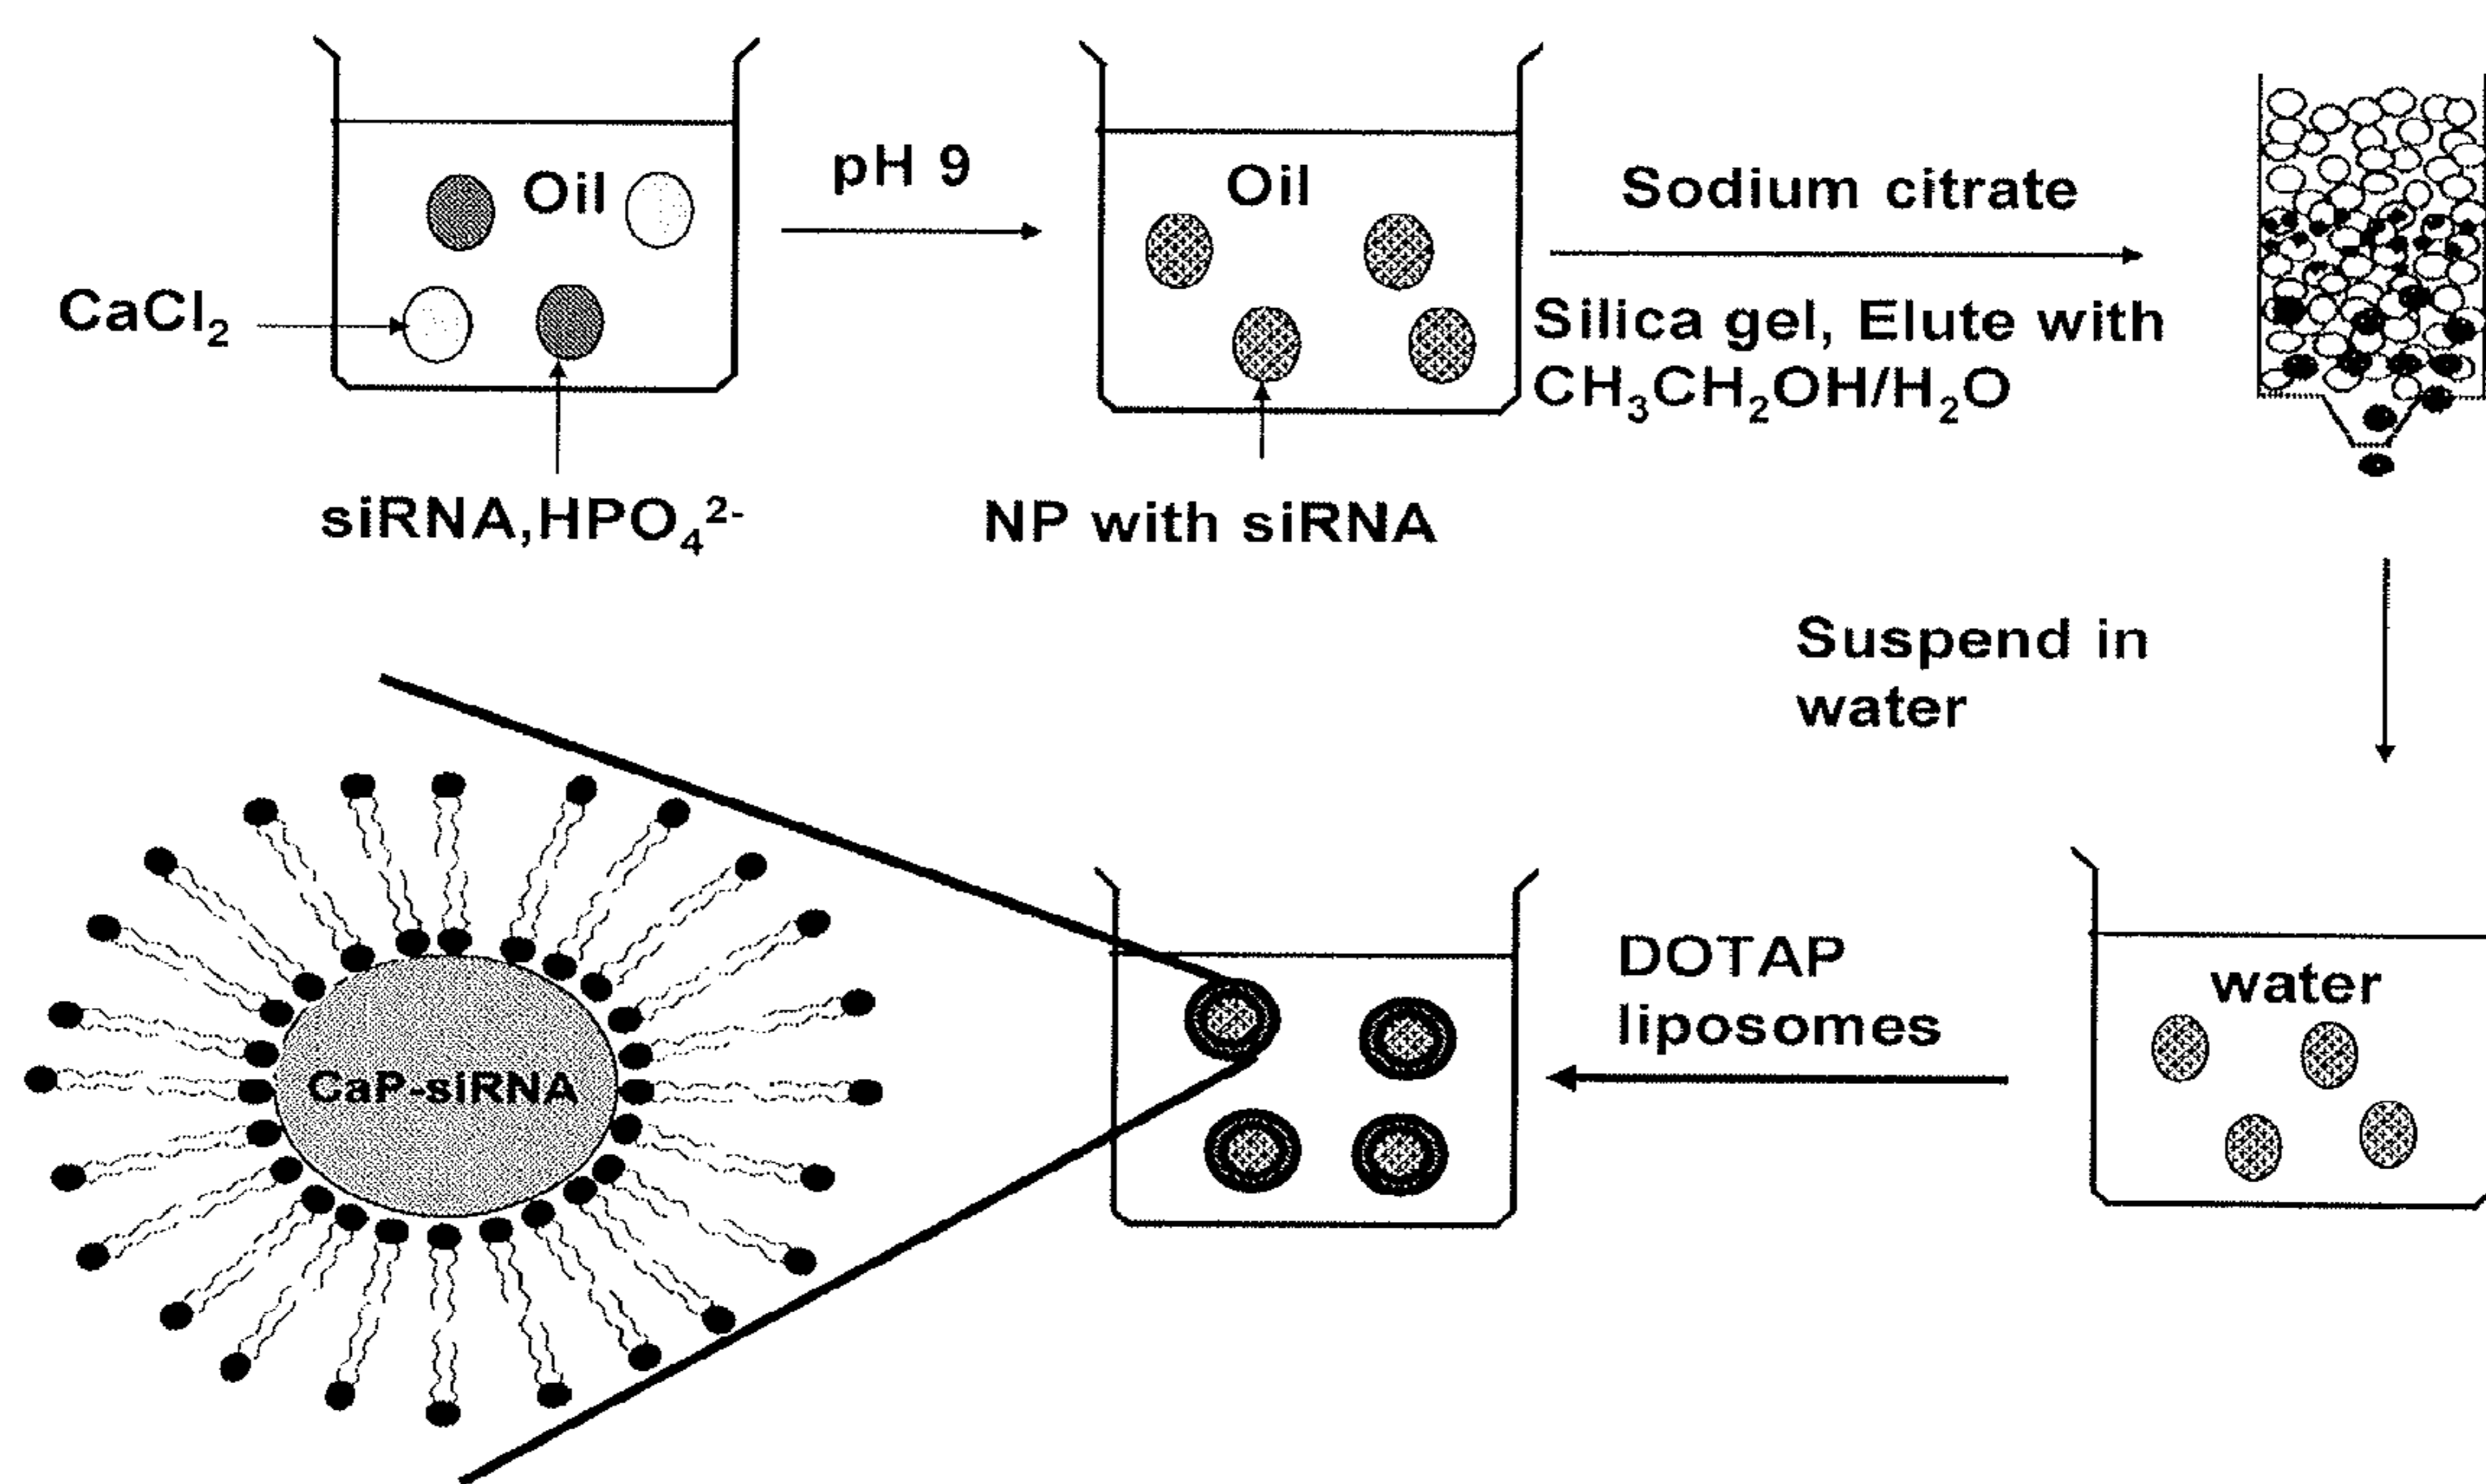 Oil
pH 9
Oil
Sodium citrate
CaCl₂
Silica gel, Elute with
CH₃CH₂OH/H₂O
siRNA,HPO₄²⁻
NP with siRNA
Suspend in
water
water
DOTAP
liposomes
CaP-siRNA